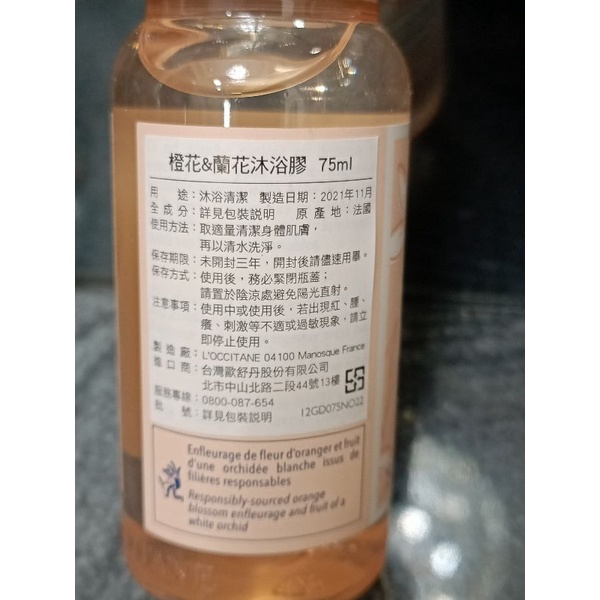 橙花&蘭花沐浴膠 75ml
用途：沐浴清潔 製造日期：2021年11月
全成分：詳見包裝説明 原產地：法國
使用方法：取適量清潔身體肌膚，
再以清水洗淨。
保存期限：未開封三年，開封後請儘速用畢。
保存方式：使用後，務必緊閉瓶蓋；
請置於陰涼處避免陽光直射。
注意事項：使用中或使用後，若出現紅、腫、
癢、刺激等不適或過敏現象，請立
即停止使用。
製造廠：L'OCCITANE 04100 Manosque France
進口商：台灣歐舒丹股份有限公司
北市中山北路二段44號13樓
服務專線：0800-087-654
批號：詳見包裝説明 12GD075NO22
Enfleurage de fleur d'oranger et fruit
d'une orchidée blanche issus de
filières responsables
Responsibly-sourced orange
blossom enfleurage and fruit of a
white orchid